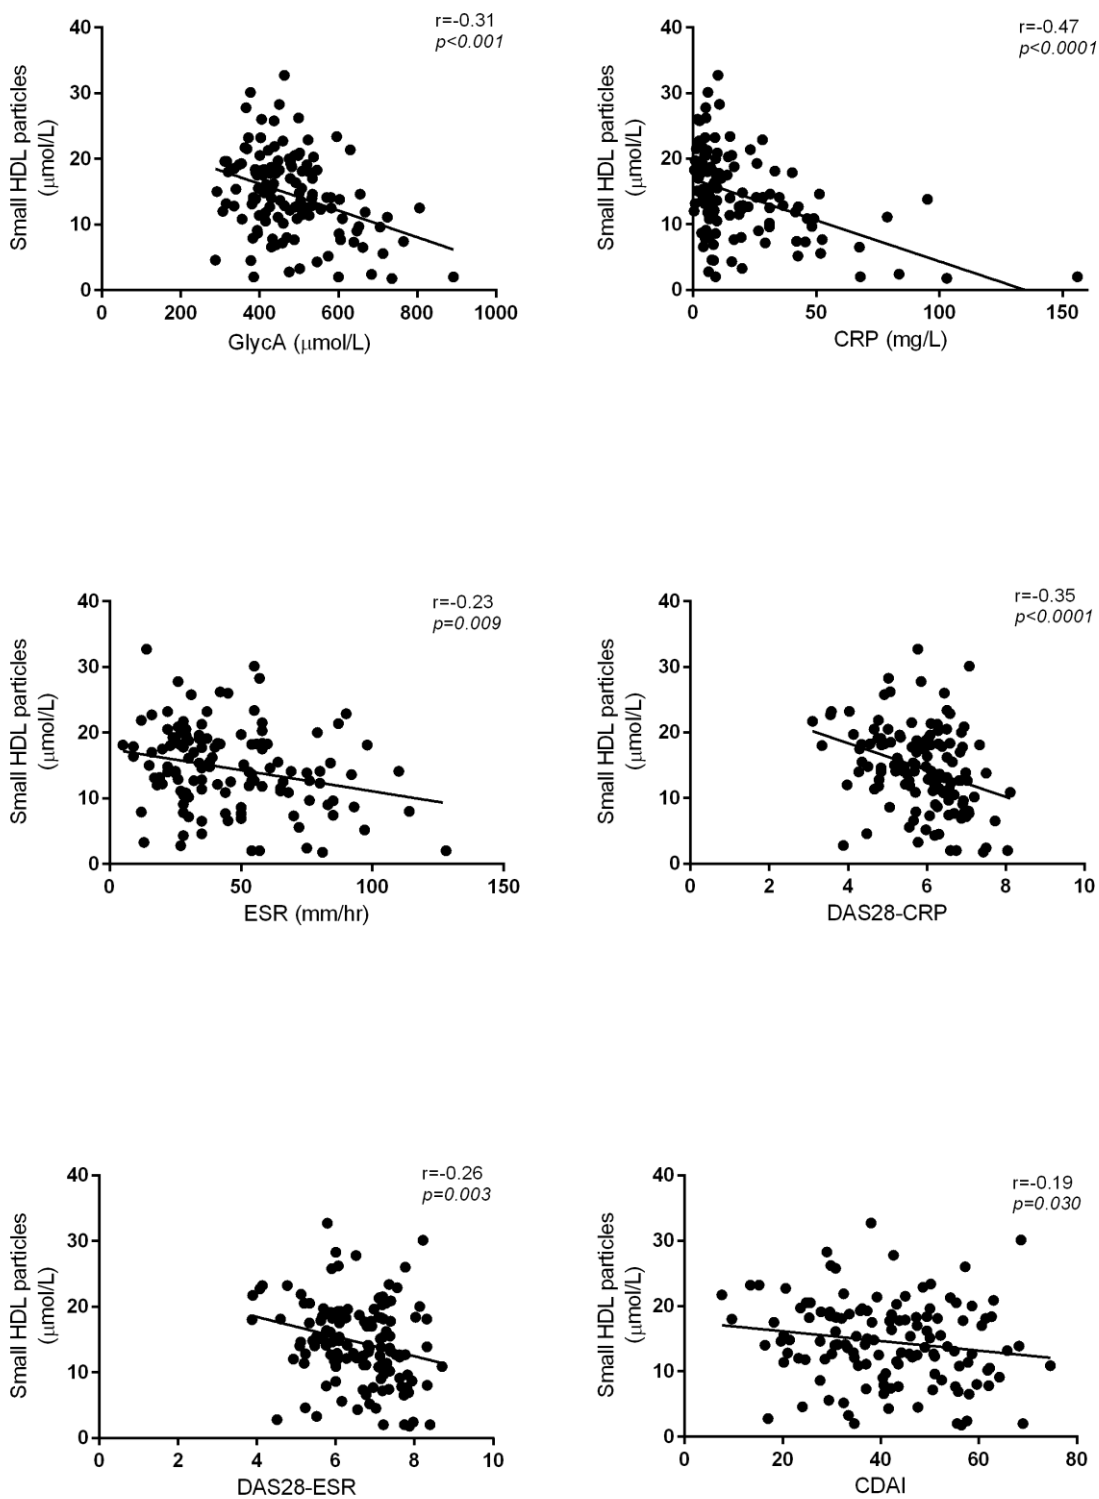 r=-0.31
p<0.001
Small HDL particles
(μmol/L)
40
30
20
10
0
0
200
400
600
800
1000
GlycA (μmol/L)
r=-0.47
p<0.0001
Small HDL particles
(μmol/L)
40
30
20
10
0
0
50
100
150
CRP (mg/L)
r=-0.23
p=0.009
Small HDL particles
(μmol/L)
40
30
20
10
0
0
50
100
150
ESR (mm/hr)
r=-0.35
p<0.0001
Small HDL particles
(μmol/L)
40
30
20
10
0
0
2
4
6
8
10
DAS28-CRP
r=-0.26
p=0.003
Small HDL particles
(μmol/L)
40
30
20
10
0
0
2
4
6
8
10
DAS28-ESR
r=-0.19
p=0.030
Small HDL particles
(μmol/L)
40
30
20
10
0
0
20
40
60
80
CDAI